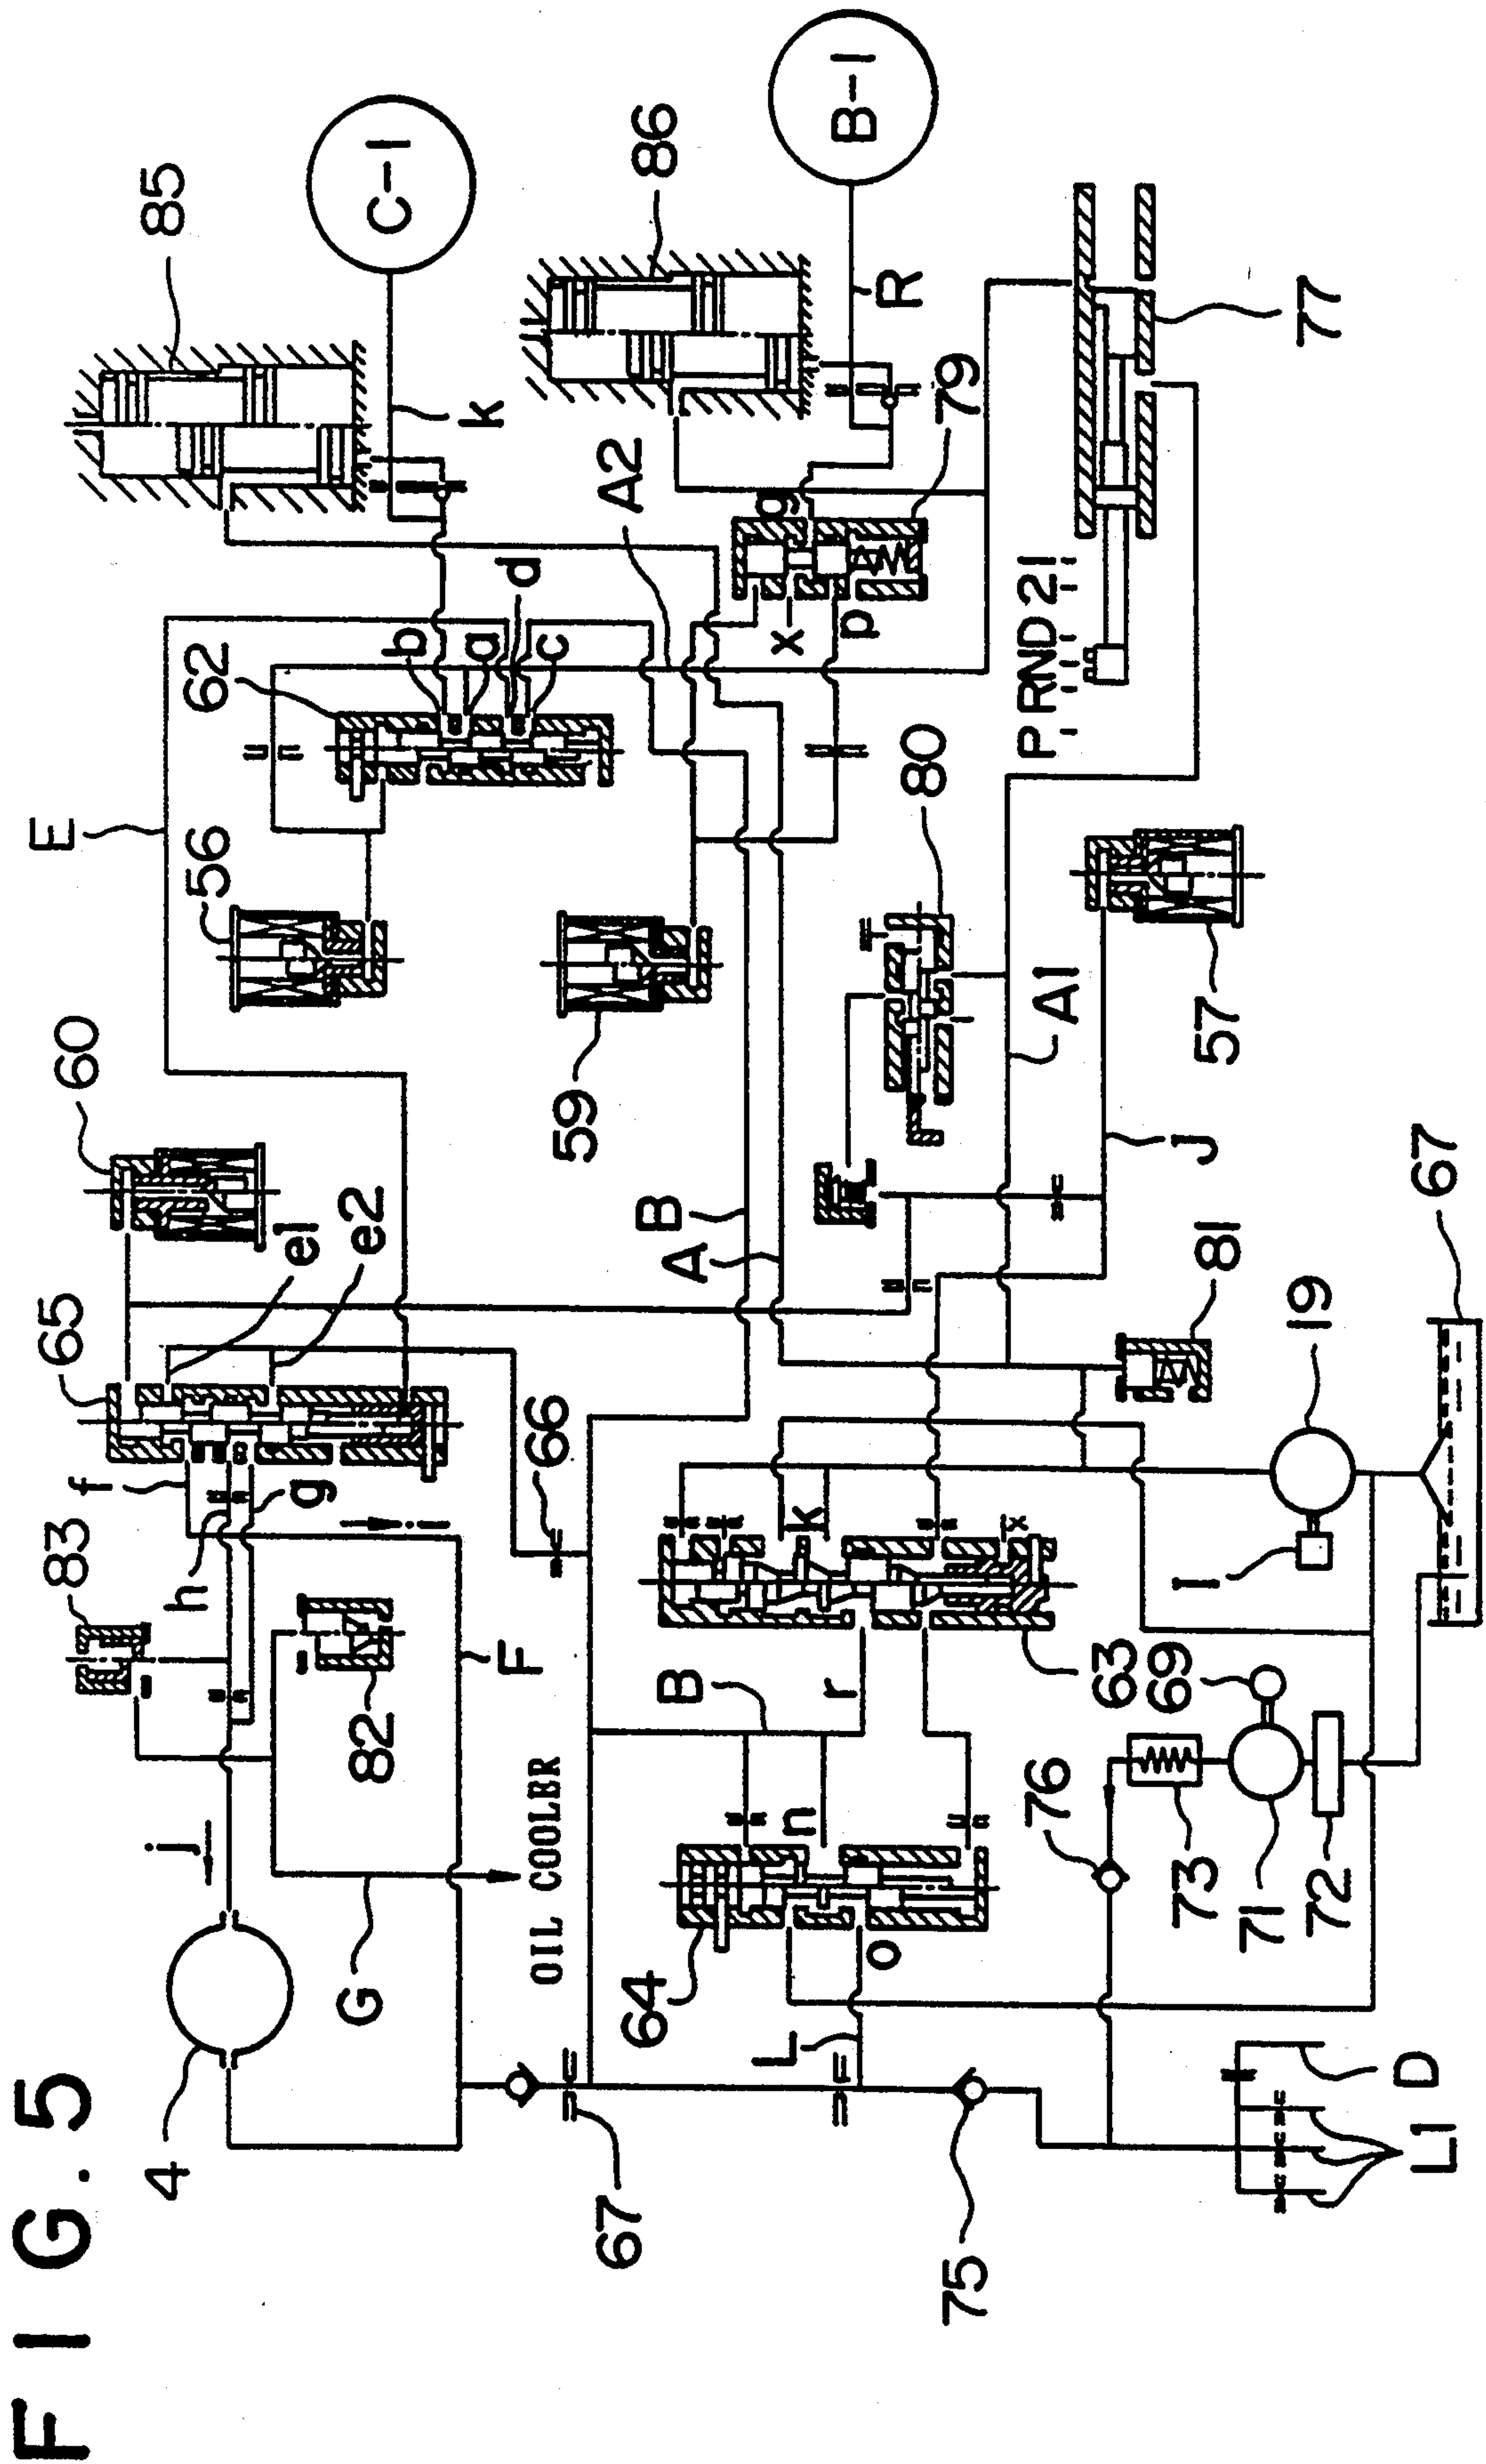 FIG.5
4
j
83
h
f
65
g
60
e1
e2
E
56
62
85
C-1
k
b
a
d
c
G
82
i
F
67
OIL COOLER
66
59
A2
86
B-1
R
64
n
B
r
k
A
B
x
g
p
79
L
o
75
76
63
x
80
A1
j
PRND21
77
73
69
71
72
1
19
81
57
D
L1
67